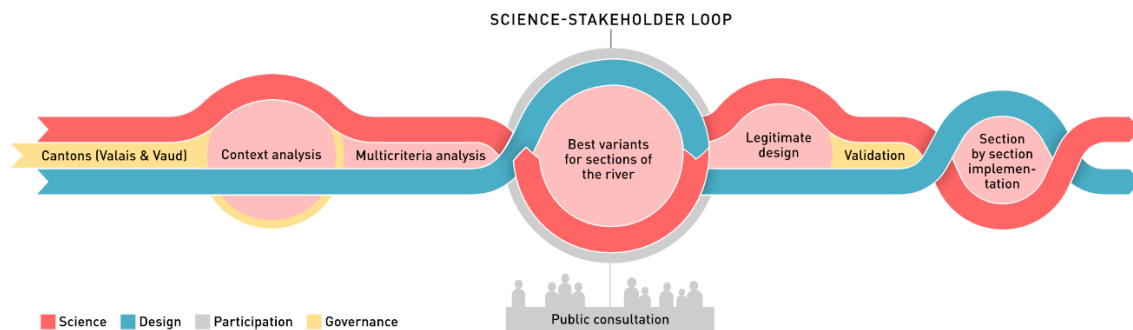 SCIENCE-STAKEHOLDER LOOP
Cantons (Valais & Vaud)
Context analysis
Multicriteria analysis
Best variants
for sections of
the river
Legitimate
design
Validation
Section
by section
implemen-
tation
Science
Design
Participation
Governance
Public consultation